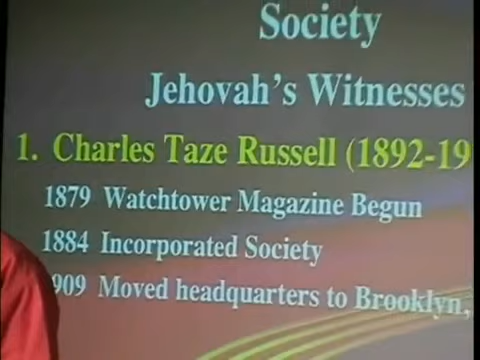 Society
Jehovah's Witnesses
1. Charles Taze Russell (1892-19
1879 Watchtower Magazine Begun
1884 Incorporated Society
909 Moved headquarters to Brooklyn,